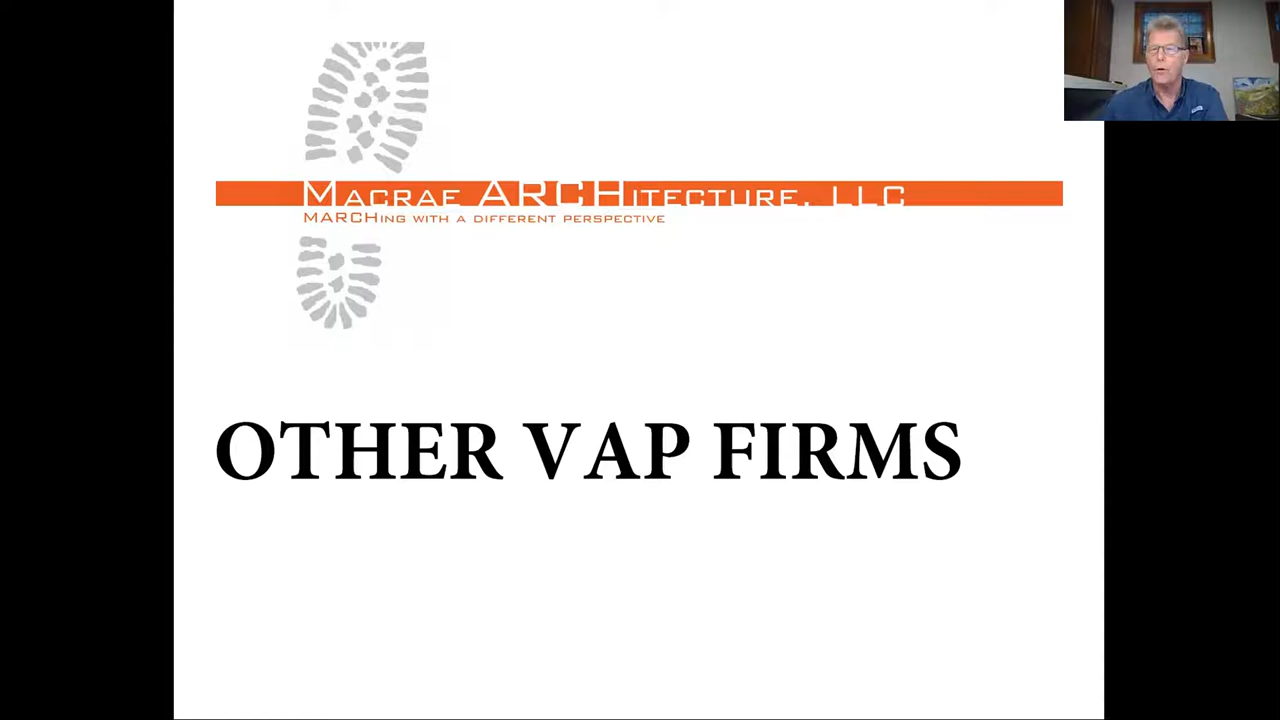 MACRAE ARCHITECTURE, LLC
MARCHING WITH A DIFFERENT PERSPECTIVE
OTHER VAP FIRMS